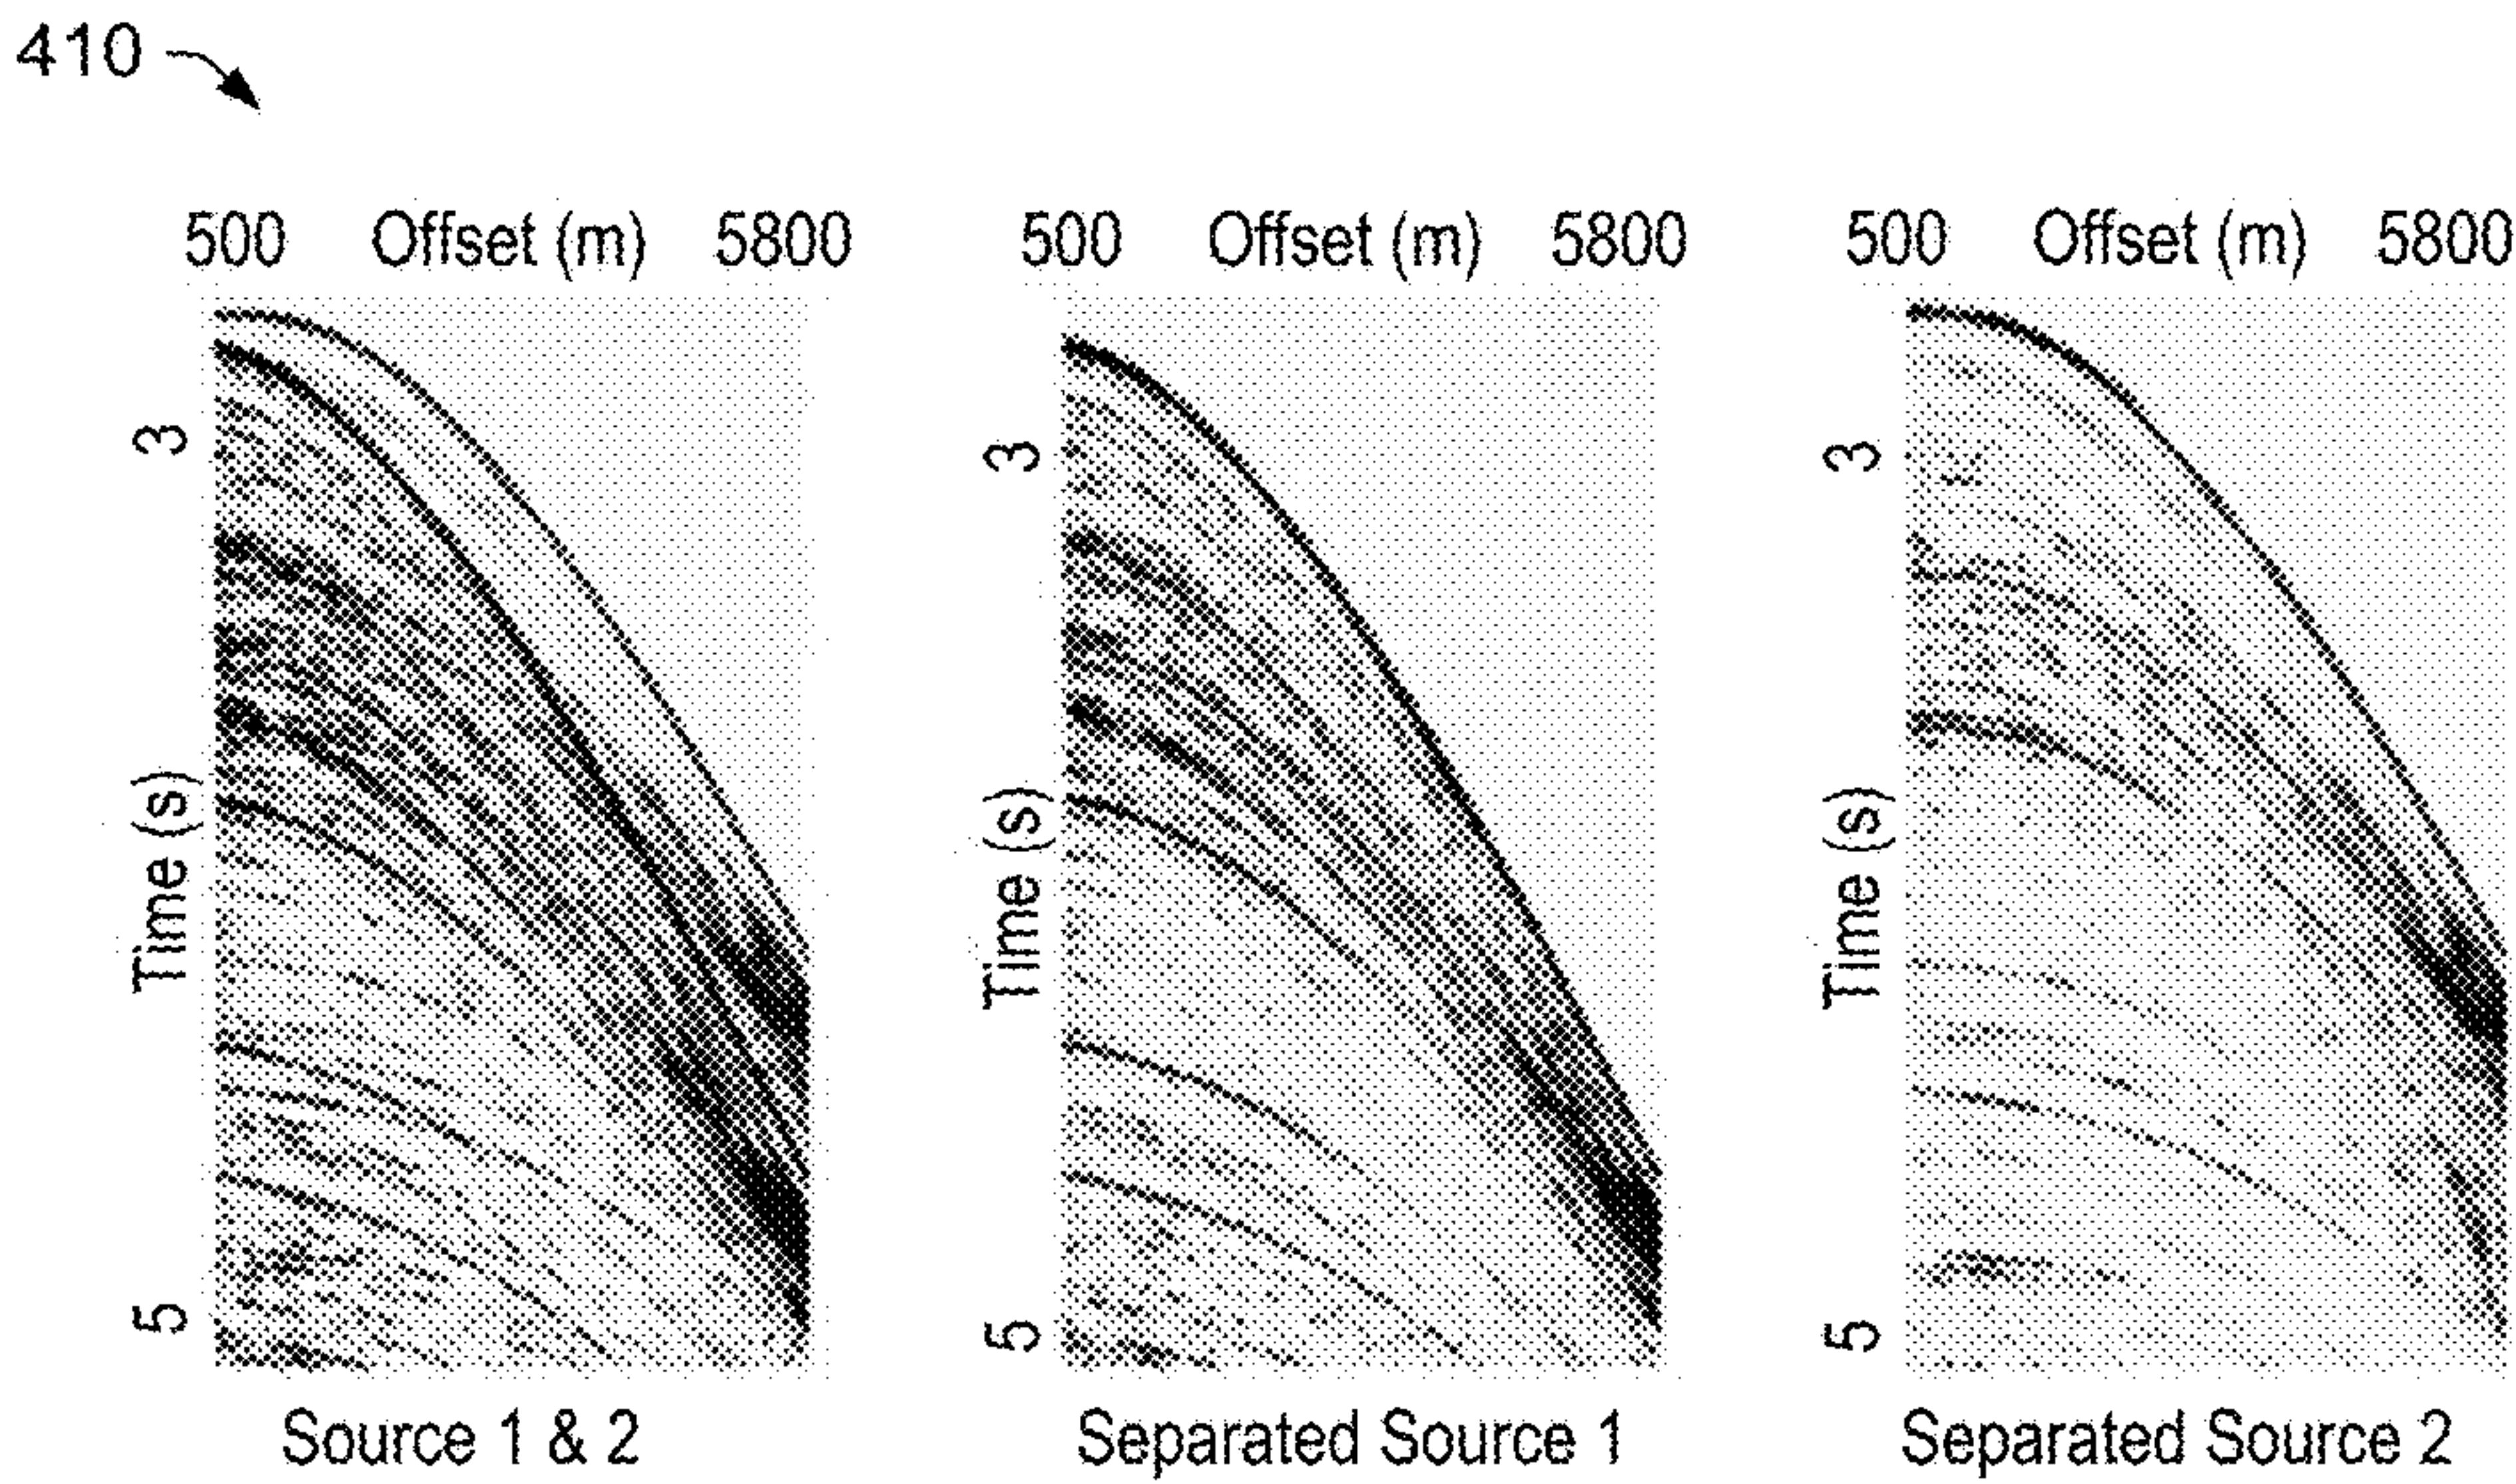 410
500 Offset (m) 5800
3
Time (s)
5
Source 1 & 2
500 Offset (m) 5800
3
Time (s)
5
Separated Source 1
500 Offset (m) 5800
3
Time (s)
5
Separated Source 2